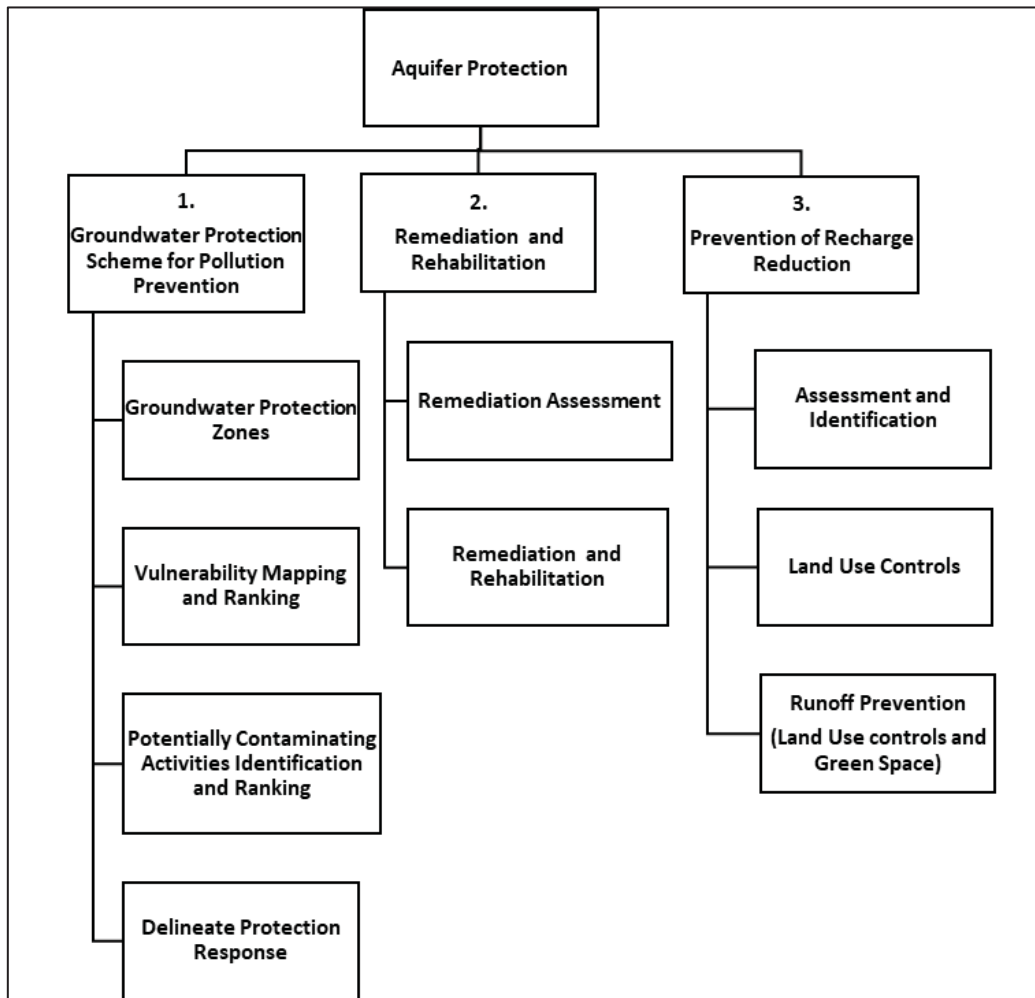 Aquifer Protection
1.
Groundwater Protection
Scheme for Pollution
Prevention
2.
Remediation and
Rehabilitation
3.
Prevention of Recharge
Reduction
Groundwater Protection
Zones
Vulnerability Mapping
and Ranking
Potentially Contaminating
Activities Identification
and Ranking
Delineate Protection
Response
Remediation Assessment
Remediation and
Rehabilitation
Assessment and
Identification
Land Use Controls
Runoff Prevention
(Land Use controls and
Green Space)